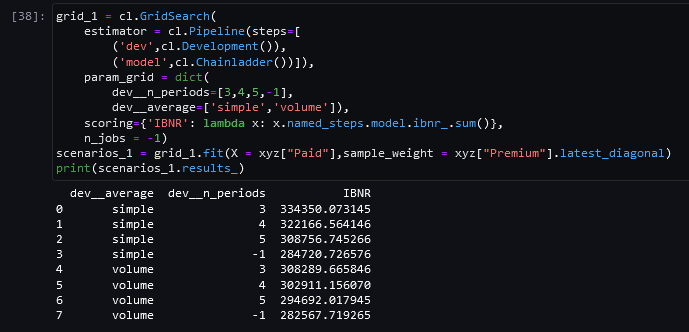 [38]: grid_1 = cl.GridSearch(
estimator = cl.Pipeline(steps=[
('dev',cl.Development()),
('model',cl.Chainladder())]),
param_grid = dict(
dev__n_periods=[3,4,5,-1],
dev__average=['simple','volume']),
scoring={'IBNR': lambda x: x.named_steps.model.ibnr_.sum()},
n_jobs = -1)
scenarios_1 = grid_1.fit(X = xyz["Paid"],sample_weight = xyz["Premium"].latest_diagonal)
print(scenarios_1.results_)
dev__average dev__n_periods IBNR
0 simple 3 334350.073145
1 simple 4 322166.564146
2 simple 5 308756.745266
3 simple -1 284720.726576
4 volume 3 308289.665846
5 volume 4 302911.156070
6 volume 5 294692.017945
7 volume -1 282567.719265